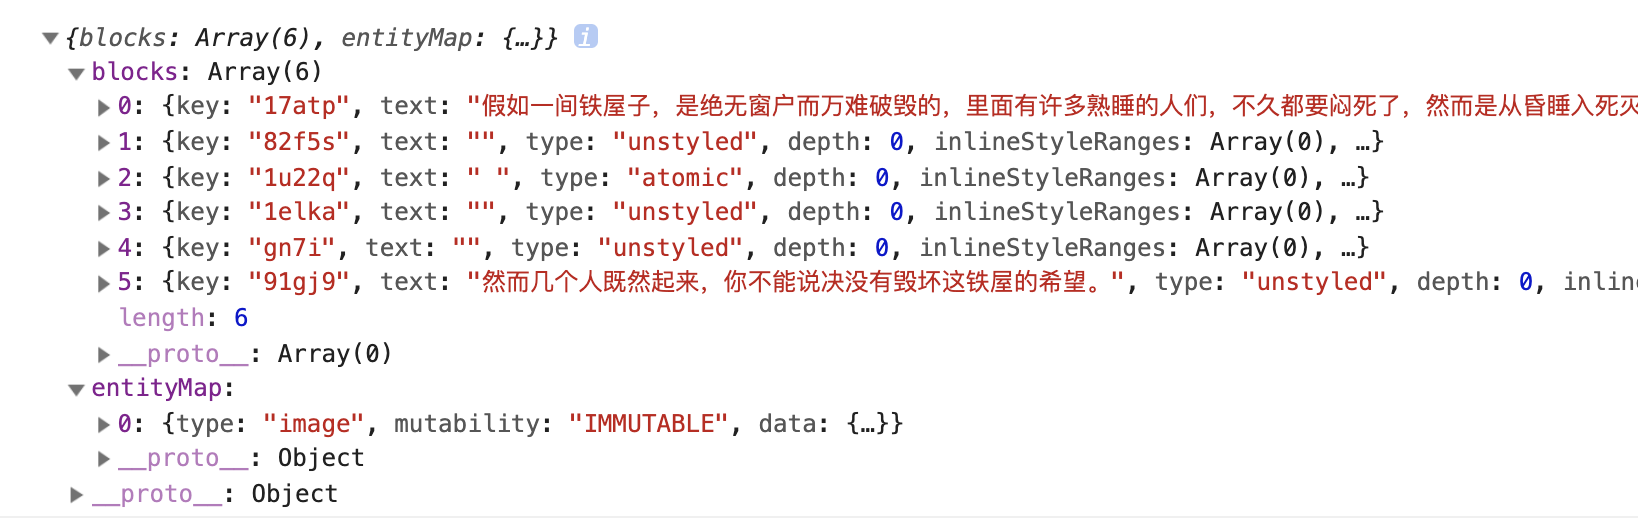 {blocks: Array(6), entityMap: {…}} i
blocks: Array(6)
0: {key: "17atp", text: "假如一间铁屋子，是绝无窗户而万难破毁的，里面有许多熟睡的人们，不久都要闷死了，然而是从昏睡入死灭
1: {key: "82f5s", text: "", type: "unstyled", depth: 0, inlineStyleRanges: Array(0), …}
2: {key: "1u22q", text: " ", type: "atomic", depth: 0, inlineStyleRanges: Array(0), …}
3: {key: "1elka", text: "", type: "unstyled", depth: 0, inlineStyleRanges: Array(0), …}
4: {key: "gn7i", text: "", type: "unstyled", depth: 0, inlineStyleRanges: Array(0), …}
5: {key: "91gj9", text: "然而几个人既然起来，你不能说决没有毁坏这铁屋的希望。", type: "unstyled", depth: 0, inline
length: 6
__proto__: Array(0)
entityMap:
0: {type: "image", mutability: "IMMUTABLE", data: {…}}
__proto__: Object
__proto__: Object